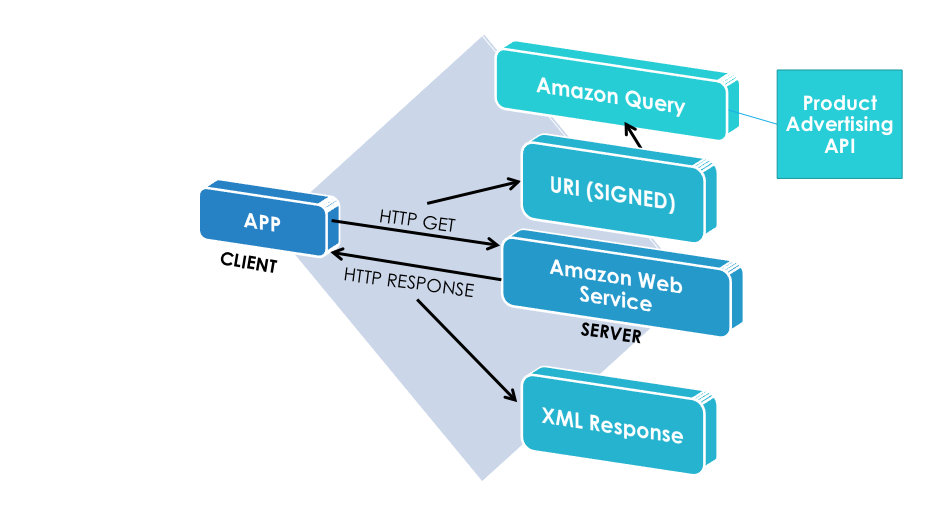 Amazon Query
Product
Advertising
API
URI (SIGNED)
APP
HTTP GET
CLIENT
HTTP RESPONSE
Amazon Web
Service
SERVER
XML Response